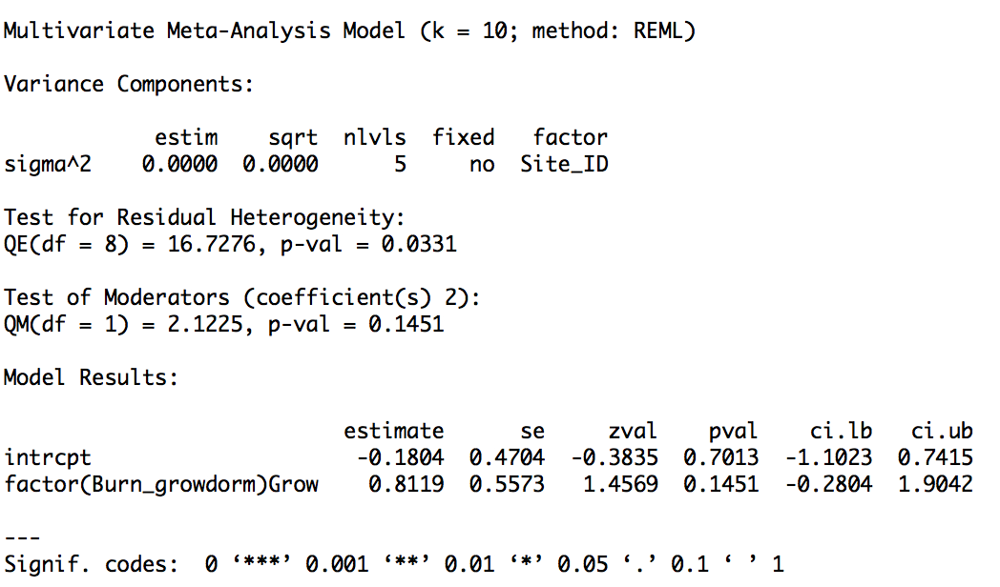 Multivariate Meta-Analysis Model (k = 10; method: REML)
Variance Components:
estim sqrt nlvls fixed factor
sigma^2 0.0000 0.0000 5 no Site_ID
Test for Residual Heterogeneity:
QE(df = 8) = 16.7276, p-val = 0.0331
Test of Moderators (coefficient(s) 2):
QM(df = 1) = 2.1225, p-val = 0.1451
Model Results:
estimate se zval pval ci.lb ci.ub
intrcpt -0.1804 0.4704 -0.3835 0.7013 -1.1023 0.7415
factor(Burn_growdorm)Grow 0.8119 0.5573 1.4569 0.1451 -0.2804 1.9042
---
Signif. codes: 0 ‘***’ 0.001 ‘**’ 0.01 ‘*’ 0.05 ‘.’ 0.1 ‘ ’ 1